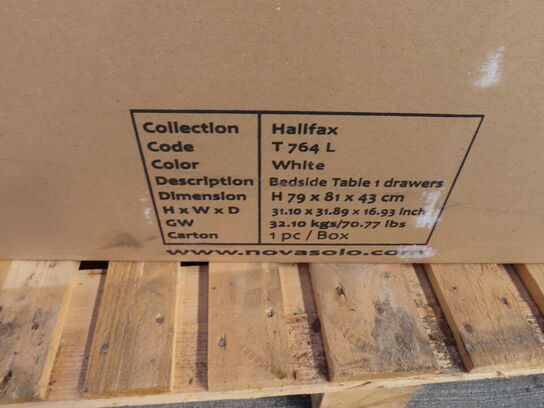 Collection Halifax
Code T 764 L
Color White
Description Bedside Table 1 drawers
Dimension H 79 x 81 x 43 cm
H x W x D 31.10 x 31.89 x 16.93 inch
GW 32.10 kgs/70.77 lbs
Carton 1 pc / Box
www.novasolo.com